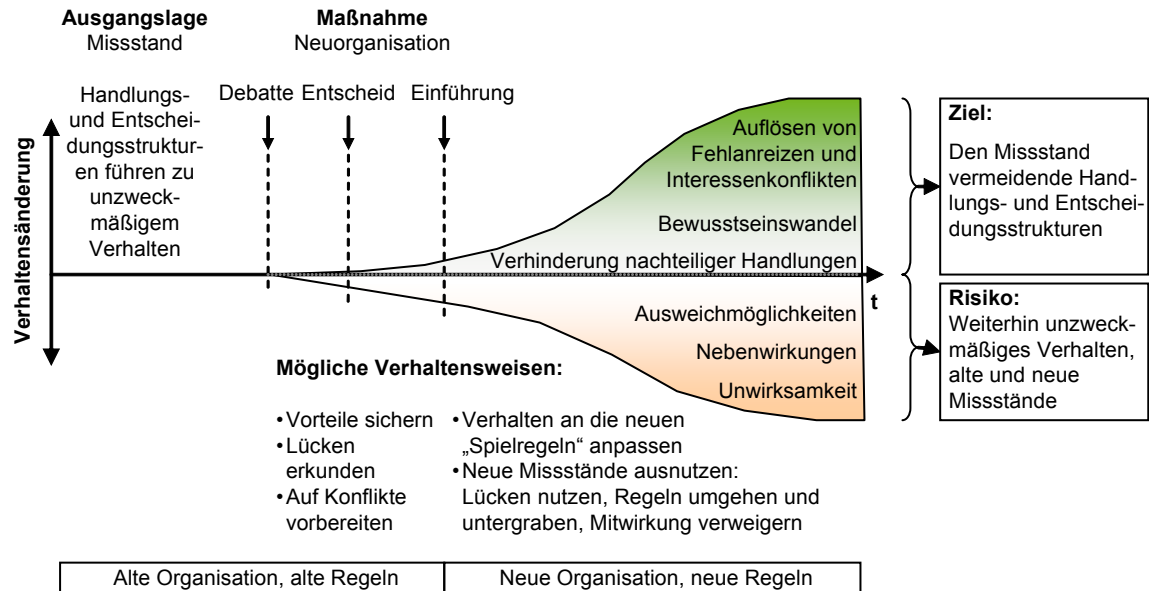 Ausgangslage
Missstand
Maßnahme
Neuorganisation
Handlungs-
und Entschei-
dungsstruktur-
en führen zu
unzweck-
mäßigem
Verhalten
Debatte
Entscheid
Einführung
Verhaltensänderung
Auflösen von
Fehlanreizen und
Interessenkonflikten
Bewusstseinswandel
Verhinderung nachteiliger Handlungen
t
Ausweichmöglichkeiten
Nebenwirkungen
Unwirksamkeit
Ziel:
Den Missstand
vermeidende Hand-
lungs- und Entschei-
dungsstrukturen
Risiko:
Weiterhin unzweck-
mäßiges Verhalten,
alte und neue
Missstände
Mögliche Verhaltensweisen:
•Vorteile sichern
•Lücken
erkunden
•Auf Konflikte
vorbereiten
•Verhalten an die neuen
„Spielregeln“ anpassen
•Neue Missstände ausnutzen:
Lücken nutzen, Regeln umgehen und
untergraben, Mitwirkung verweigern
Alte Organisation, alte Regeln
Neue Organisation, neue Regeln